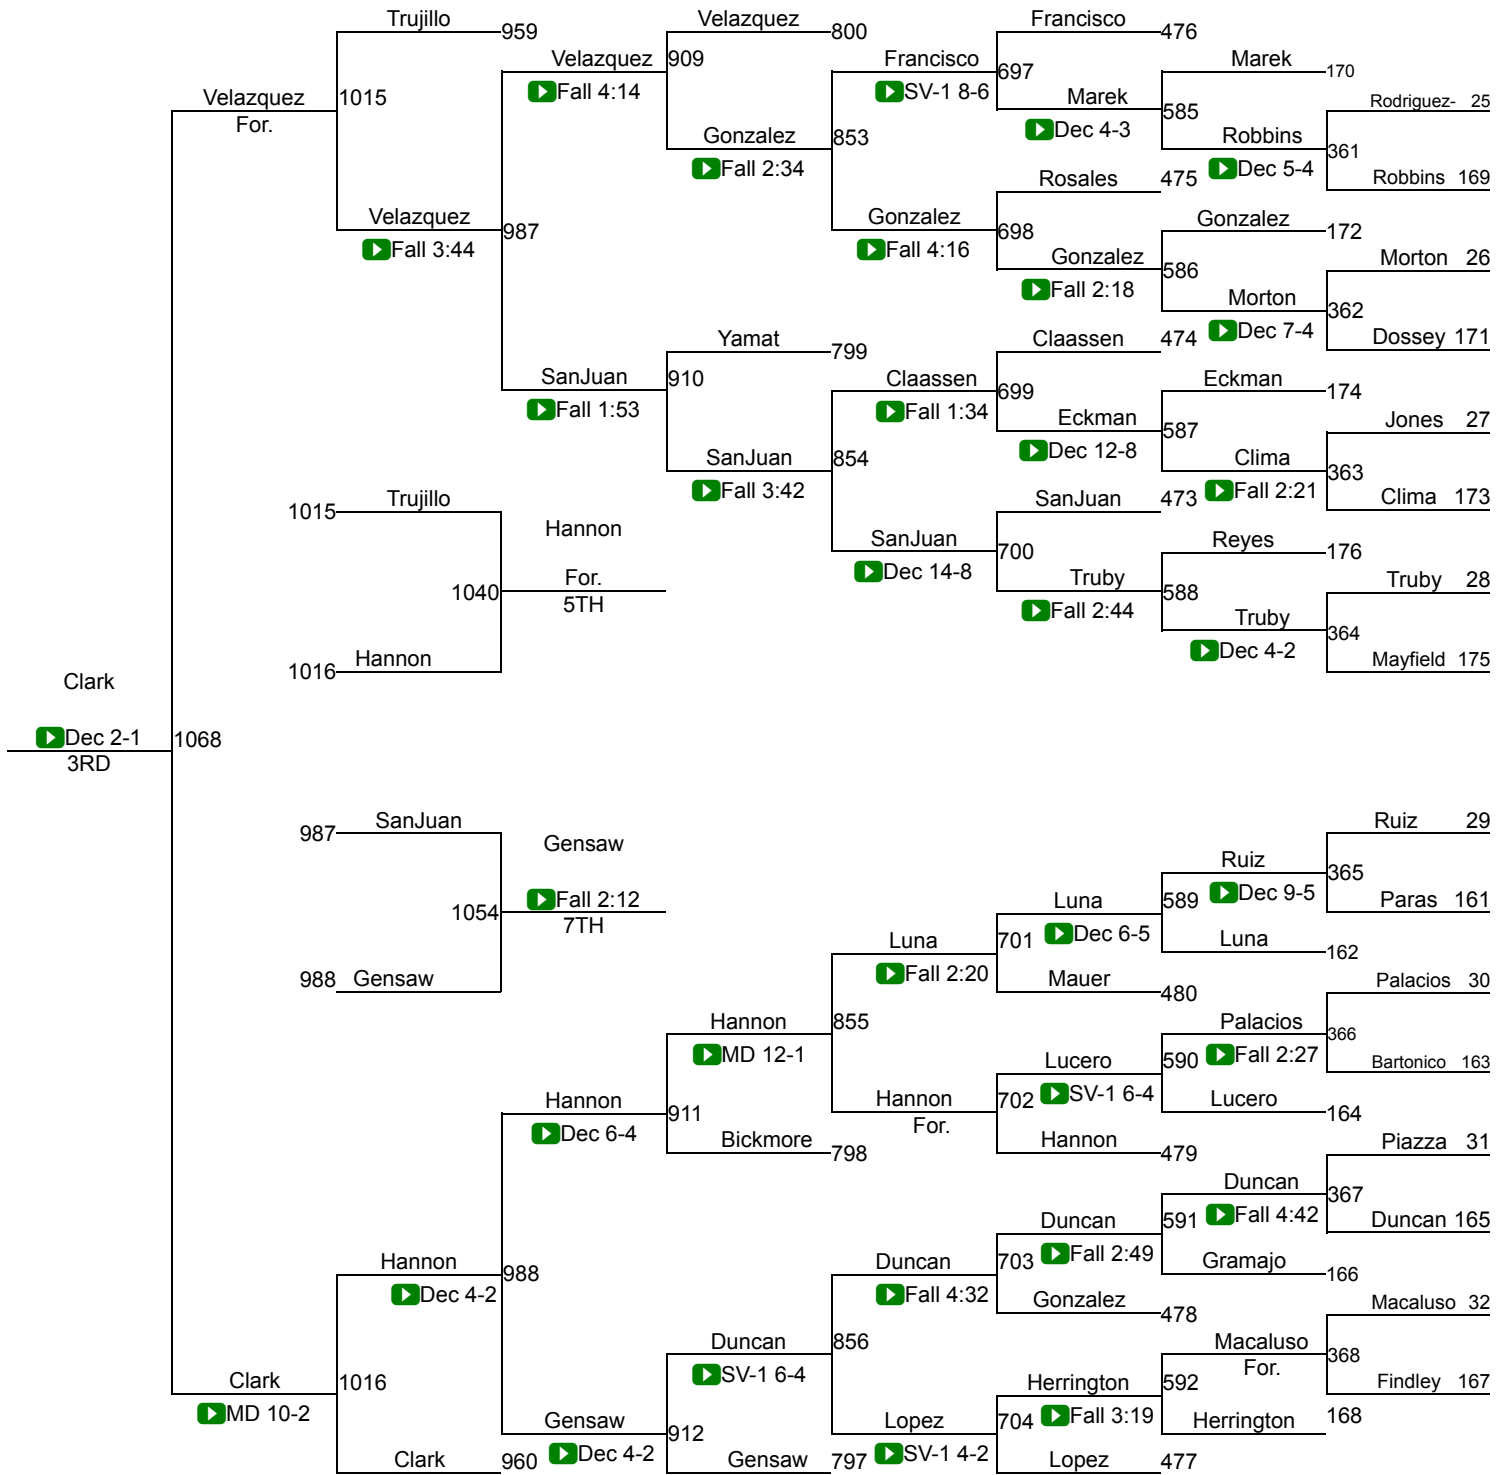 Trujillo 959
Velazquez 800
Francisco 476
Velazquez 909
Fall 4:14
Francisco 697
SV-1 8-6
Marek 170
Velazquez 1015
For.
Marek 585
Dec 4-3
Rodriguez- 25
Gonzalez 853
Fall 2:34
Robbins 361
Dec 5-4
Rosales 475
Robbins 169
Velazquez 987
Fall 3:44
Gonzalez 698
Fall 4:16
Gonzalez 172
Gonzalez 586
Fall 2:18
Morton 26
Morton 362
Dec 7-4
Yamat 799
Claassen 474
Dossey 171
SanJuan 910
Fall 1:53
Claassen 699
Fall 1:34
Eckman 174
Eckman 587
Dec 12-8
Jones 27
SanJuan 854
Fall 3:42
Clima 363
Fall 2:21
1015 Trujillo
SanJuan 473
Clima 173
Hannon
SanJuan 700
Dec 14-8
Reyes 176
1040 For.
5TH
Truby 588
Fall 2:44
Truby 28
Truby 364
Dec 4-2
1016 Hannon
Mayfield 175
Clark
Dec 2-1 1068
3RD
987 SanJuan
Gensaw
Ruiz 29
Ruiz 365
Dec 9-5
1054 Fall 2:12
7TH
Luna 589
Dec 6-5
Paras 161
Luna 701
Fall 2:20
Luna 162
988 Gensaw
Mauer 480
Palacios 30
Hannon 855
MD 12-1
Palacios 366
Fall 2:27
Lucero 590
SV-1 6-4
Bartonico 163
Hannon 911
Dec 6-4
Hannon 702
For.
Lucero 164
Bickmore 798
Hannon 479
Piazza 31
Duncan 367
Fall 4:42
Duncan 591
Fall 2:49
Duncan 165
Hannon 988
Dec 4-2
Duncan 703
Fall 4:32
Gramajo 166
Gonzalez 478
Macaluso 32
Duncan 856
SV-1 6-4
Macaluso 368
For.
Clark 1016
MD 10-2
Herrington 592
Fall 3:19
Findley 167
Gensaw 912
Dec 4-2
Lopez 704
SV-1 4-2
Herrington 168
Clark 960
Gensaw 797
Lopez 477